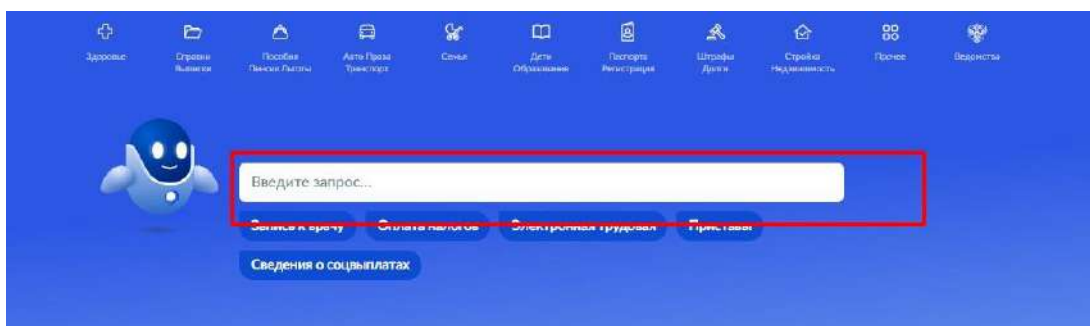 Здоровье
Справки
Выписки
Пособия
Пенсии Льготы
Авто Права
Транспорт
Семья
Дети
Образование
Паспорта
Регистрация
Штрафы
Долги
Стройка
Недвижимость
Прочее
Ведомства
Введите запрос...
Запись к врачу
Оплата налогов
Электронная трудовая
Приставы
Сведения о соцвыплатах